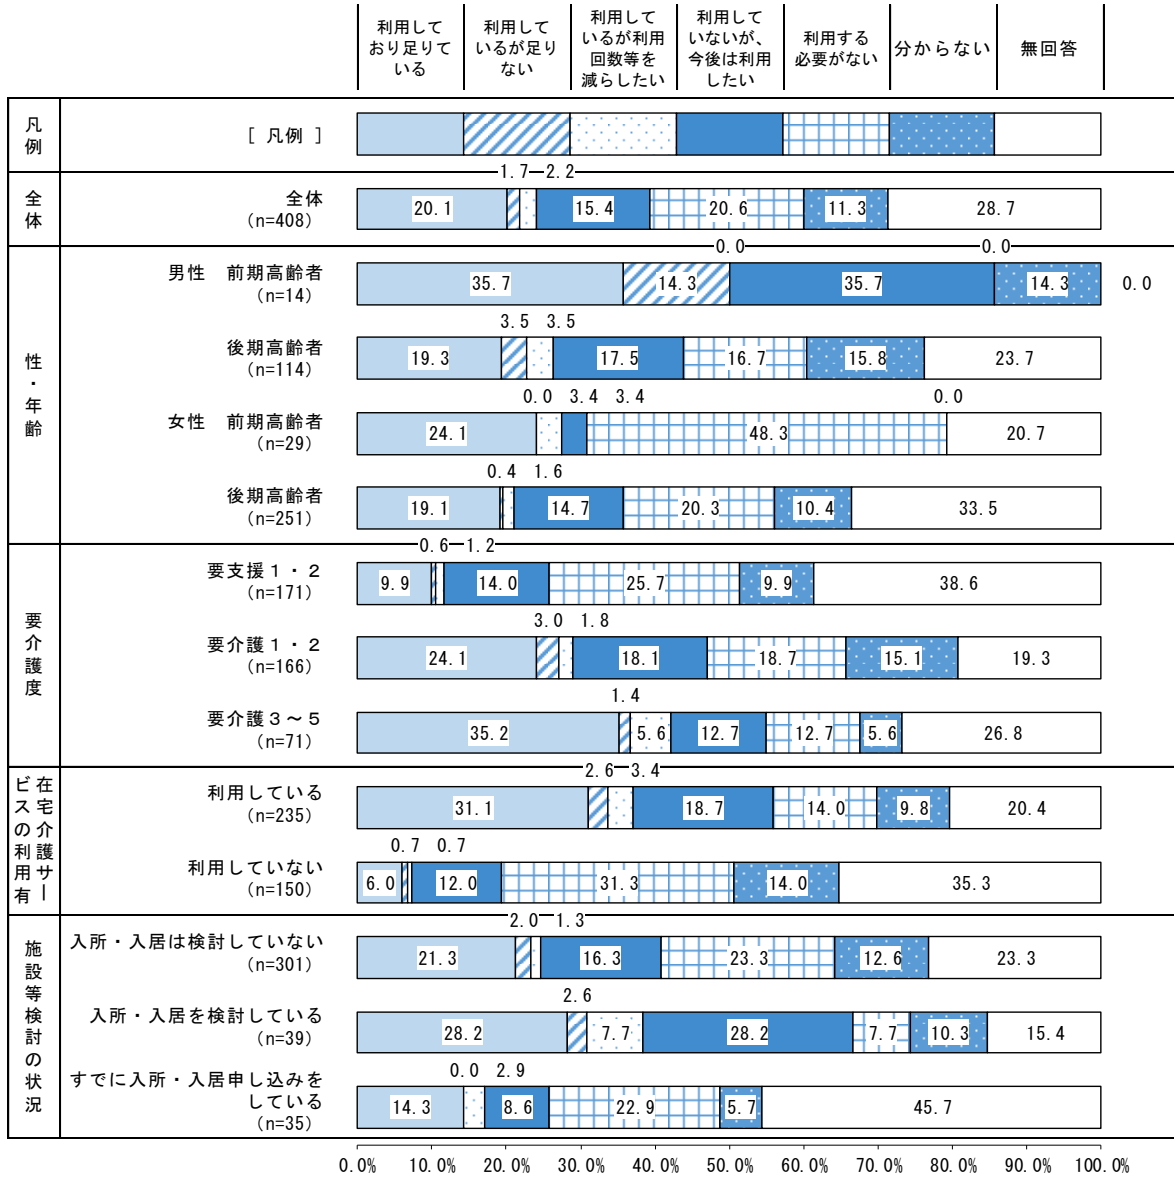 利用して
おり足りて
いる
利用して
いるが足り
ない
利用して
いるが利用
回数等を
減らしたい
利用して
いないが、
今後は利用
したい
利用する
必要がない
分からない
無回答
凡例
[ 凡例 ]
全体
1.7 2.2
全体
(n=408)
20.1 15.4 20.6 11.3 28.7
性・年齢
0.0 0.0
男性 前期高齢者
(n=14)
35.7 14.3 35.7 14.3 0.0
3.5 3.5
後期高齢者
(n=114)
19.3 17.5 16.7 15.8 23.7
0.0 3.4 3.4 0.0
女性 前期高齢者
(n=29)
24.1 48.3 20.7
0.4 1.6
後期高齢者
(n=251)
19.1 14.7 20.3 10.4 33.5
要介護度
0.6 1.2
要支援1・2
(n=171)
9.9 14.0 25.7 9.9 38.6
3.0 1.8
要介護1・2
(n=166)
24.1 18.1 18.7 15.1 19.3
1.4
要介護3~5
(n=71)
35.2 5.6 12.7 12.7 5.6 26.8
在宅介護サー
ビスの利用有
2.6 3.4
利用している
(n=235)
31.1 18.7 14.0 9.8 20.4
0.7 0.7
利用していない
(n=150)
6.0 12.0 31.3 14.0 35.3
施設等検討の状況
2.0 1.3
入所・入居は検討していない
(n=301)
21.3 16.3 23.3 12.6 23.3
2.6
入所・入居を検討している
(n=39)
28.2 7.7 28.2 7.7 10.3 15.4
0.0 2.9
すでに入所・入居申し込みを
している
(n=35)
14.3 8.6 22.9 5.7 45.7
0.0% 10.0% 20.0% 30.0% 40.0% 50.0% 60.0% 70.0% 80.0% 90.0% 100.0%